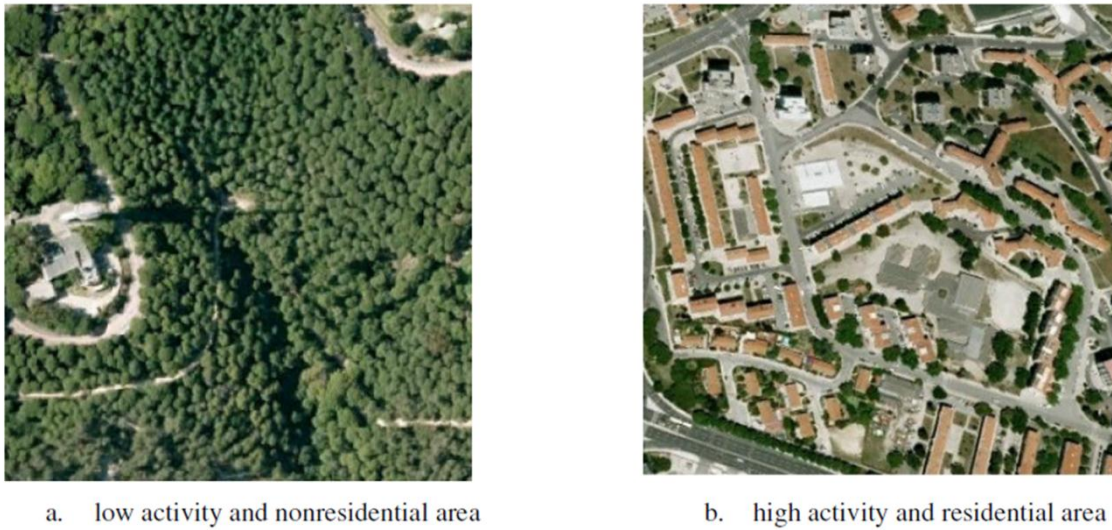 a. low activity and nonresidential area
b. high activity and residential area